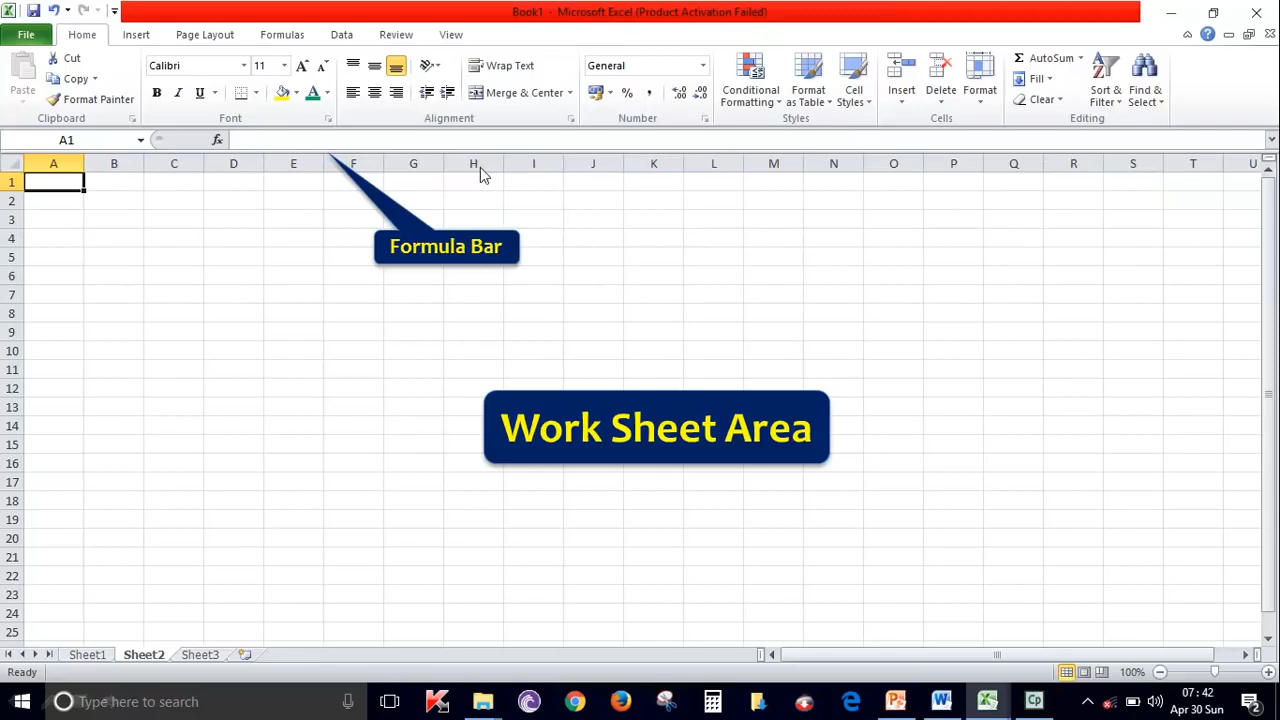 Book1 - Microsoft Excel (Product Activation Failed)
File Home Insert Page Layout Formulas Data Review View
Cut Calibri 11 Wrap Text General AutoSum
Paste Copy Fill
Format Painter Merge & Center Conditional Formatting Format as Table Cell Styles Insert Delete Format Clear Sort & Filter Find & Select
Clipboard Font Alignment Number Styles Cells Editing
A1 fx
A B C D E F G H I J K L M N O P Q R S T U
1
2
3
4
Formula Bar
5
6
7
8
9
10
11
12
13
14
Work Sheet Area
15
16
17
18
19
20
21
22
23
24
25
Sheet1 Sheet2 Sheet3
Ready 100%
Type here to search
07:42
Apr 30 Sun
2